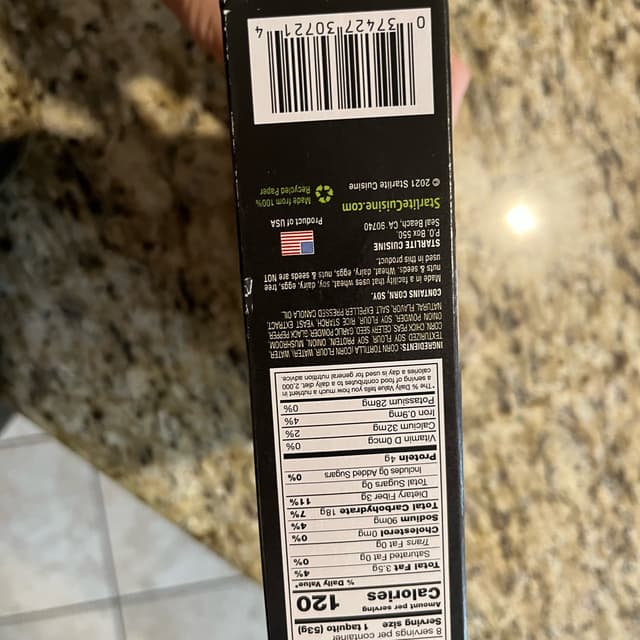 8 servings per container
Serving size 1 taquito (53g)
Amount per serving
Calories 120
% Daily Value*
Total Fat 3.5g 4%
Saturated Fat 0g 0%
Trans Fat 0g
Cholesterol 0mg 0%
Sodium 90mg 4%
Total Carbohydrate 18g 7%
Dietary Fiber 3g 11%
Total Sugars 0g
Includes 0g Added Sugars 0%
Protein 4g
Vitamin D 0mcg 0%
Calcium 32mg 2%
Iron 0.9mg 4%
Potassium 28mg 0%
*The % Daily Value tells you how much a nutrient in
a serving of food contributes to a daily diet. 2,000
calories a day is used for general nutrition advice.
INGREDIENTS: CORN TORTILLA (CORN FLOUR, WATER), WATER,
TEXTURIZED SOY FLOUR, SOY PROTEIN, ONION, MUSHROOM,
CORN, CHICK PEA, CELERY SEED, GARLIC POWDER, BLACK PEPPER,
ONION POWDER, SOY FLOUR, RICE STARCH, YEAST EXTRACT,
NATURAL FLAVOR, SALT, EXPELLER PRESSED CANOLA OIL.
CONTAINS CORN, SOY.
Made in a facility that uses wheat, soy, dairy, eggs, tree
nuts & seeds. Wheat, dairy, eggs, nuts & seeds are NOT
used in this product.
STARLITE CUISINE
P.O. Box 550,
Seal Beach, CA 90740
Product of USA
StarliteCuisine.com
© 2021 Starlite Cuisine
Made from 100%
Recycled Paper
0 37427 30721 4